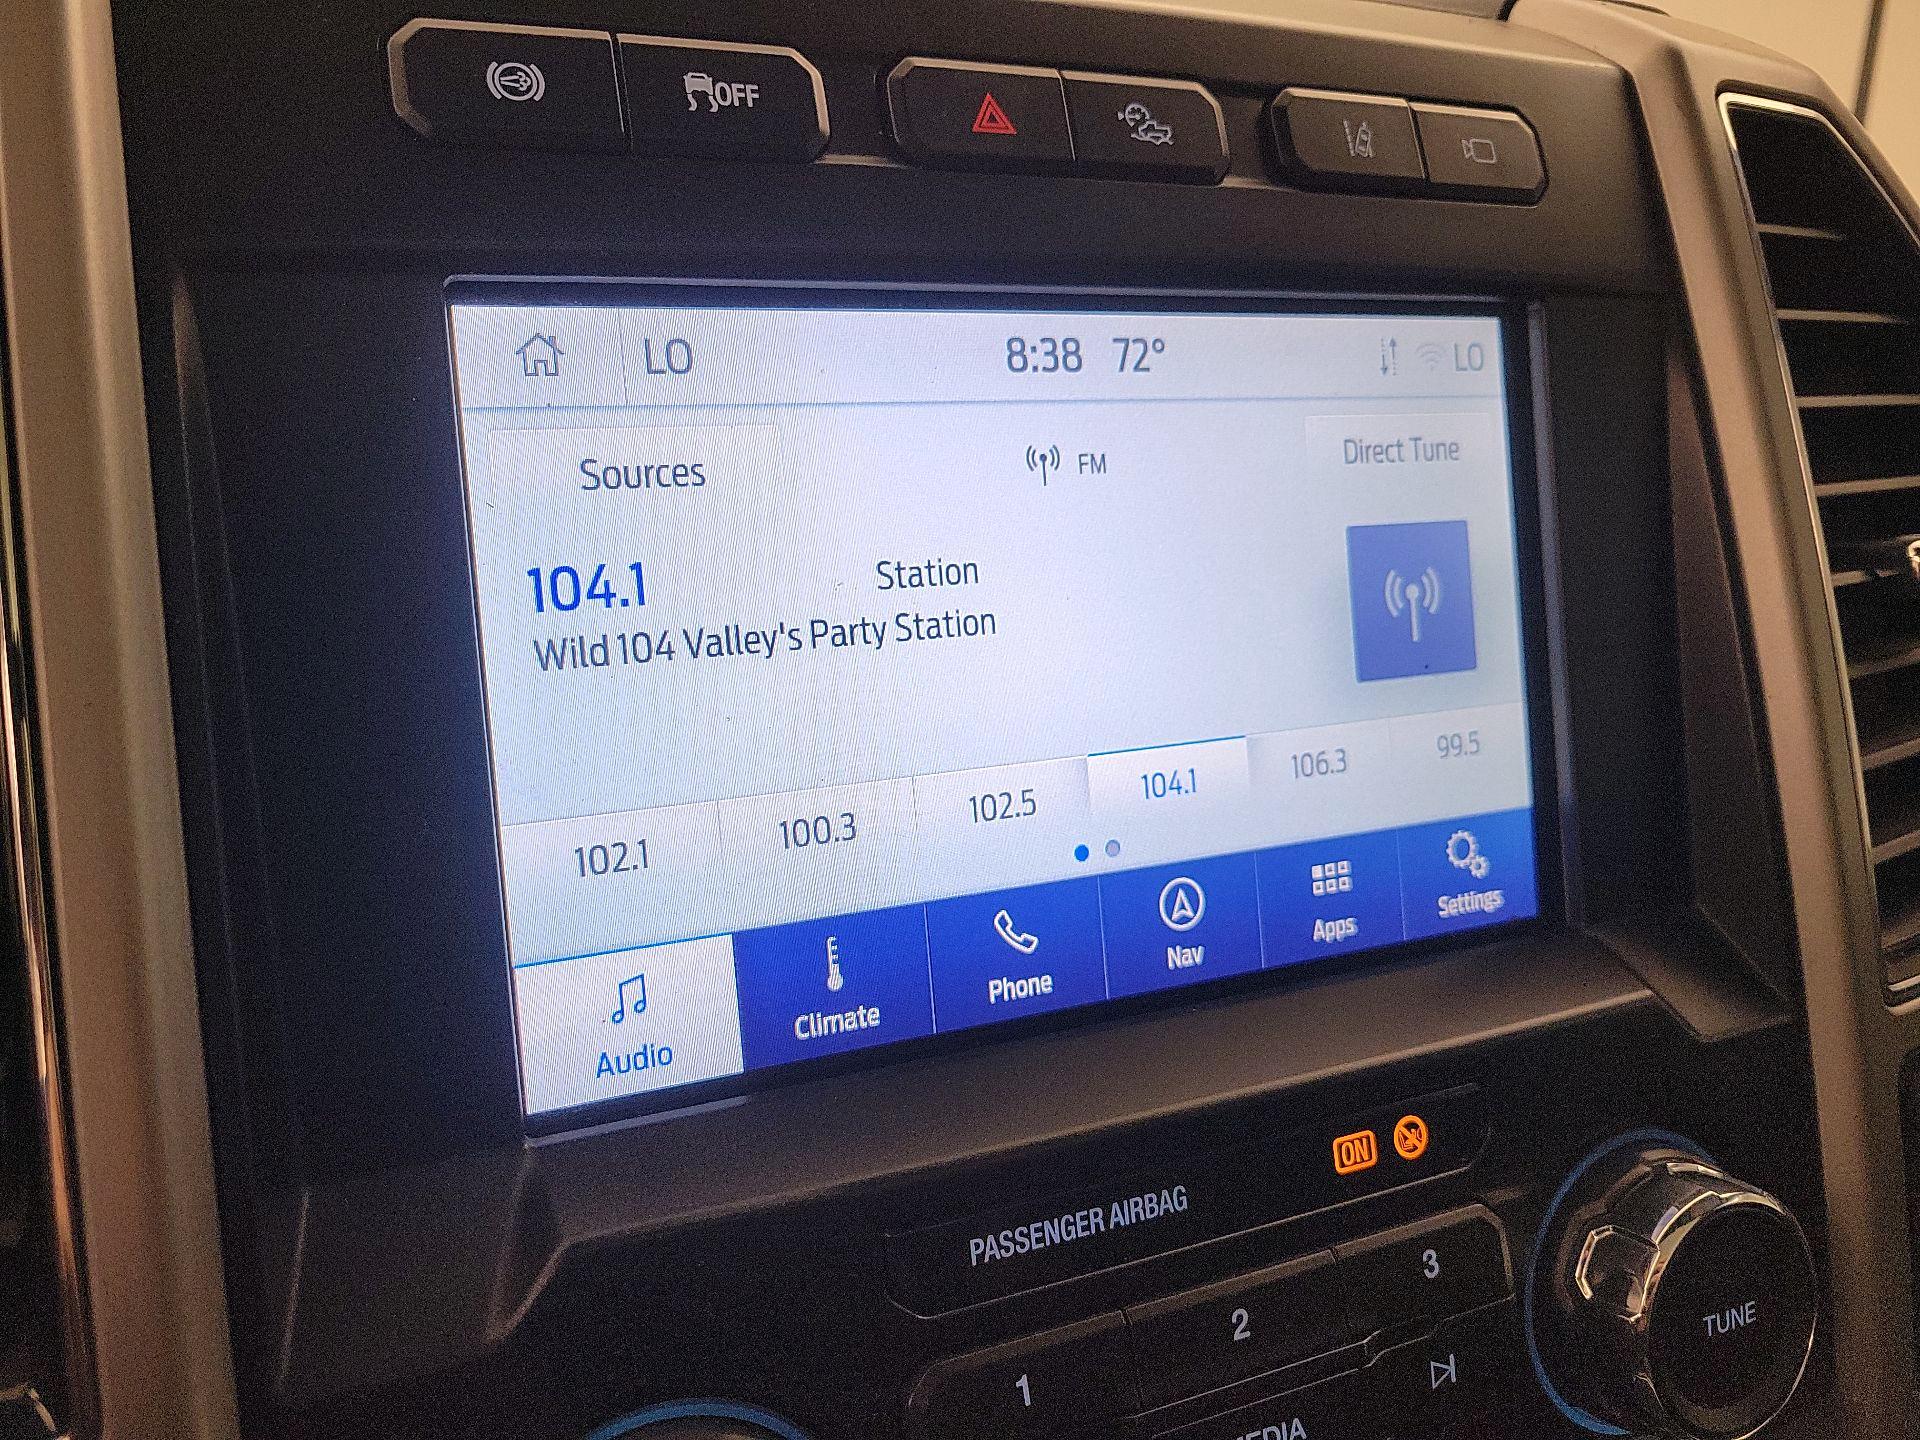 OFF
LO 8:38 72° LO
Sources FM Direct Tune
104.1 Station
Wild 104 Valley's Party Station
102.1 100.3 102.5 104.1 106.3 99.5
Audio Climate Phone Nav Apps Settings
ON
PASSENGER AIRBAG
1 2 3
TUNE